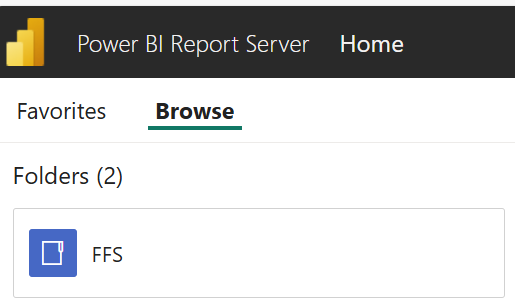 Power BI Report Server Home
Favorites Browse
Folders (2)
FFS